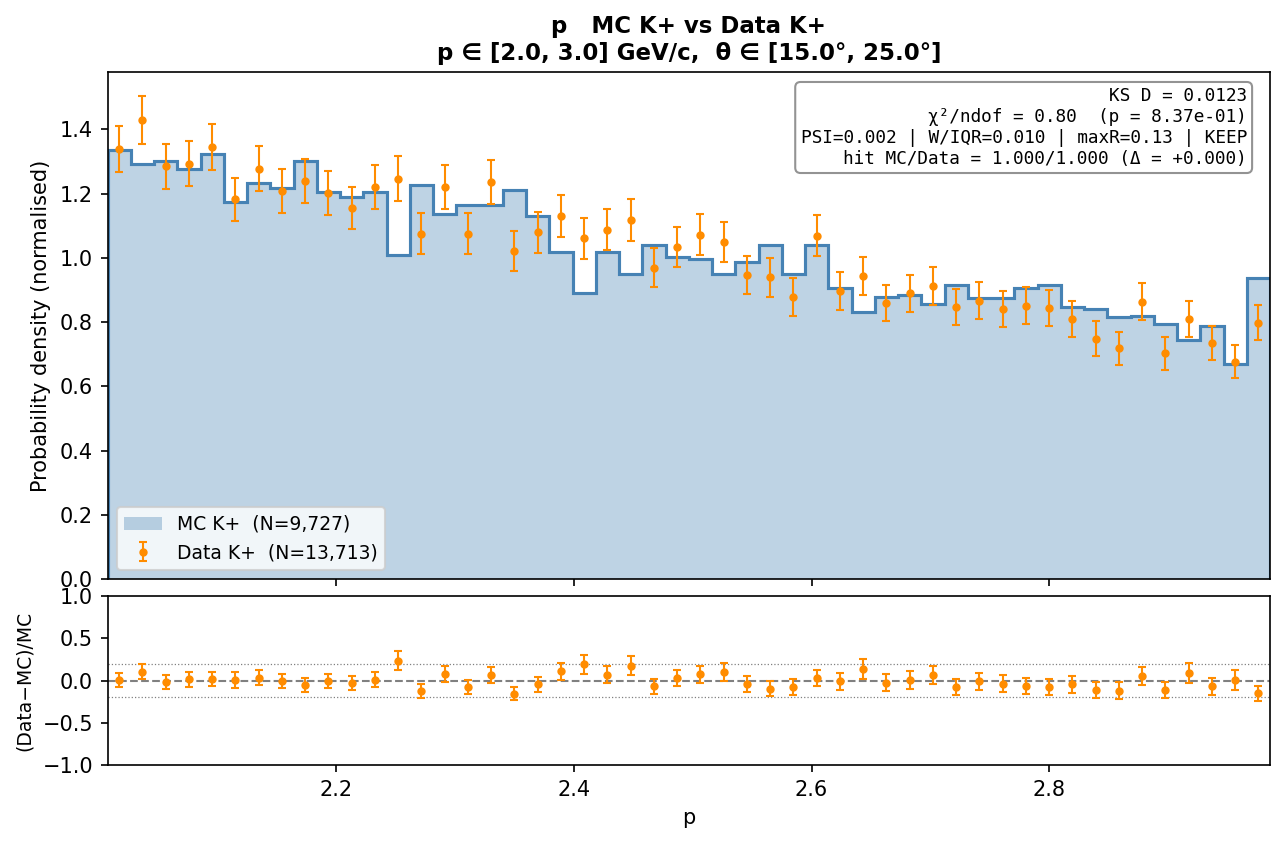 p   MC K+ vs Data K+
p ∈ [2.0, 3.0] GeV/c,  θ ∈ [15.0°, 25.0°]
KS D = 0.0123
χ²/ndof = 0.80  (p = 8.37e-01)
PSI=0.002 | W/IQR=0.010 | maxR=0.13 | KEEP
hit MC/Data = 1.000/1.000 (Δ = +0.000)
Probability density (normalised)
1.4
1.2
1.0
0.8
0.6
0.4
0.2
0.0
MC K+  (N=9,727)
Data K+  (N=13,713)
(Data−MC)/MC
1.0
0.5
0.0
−0.5
−1.0
2.2
2.4
2.6
2.8
p